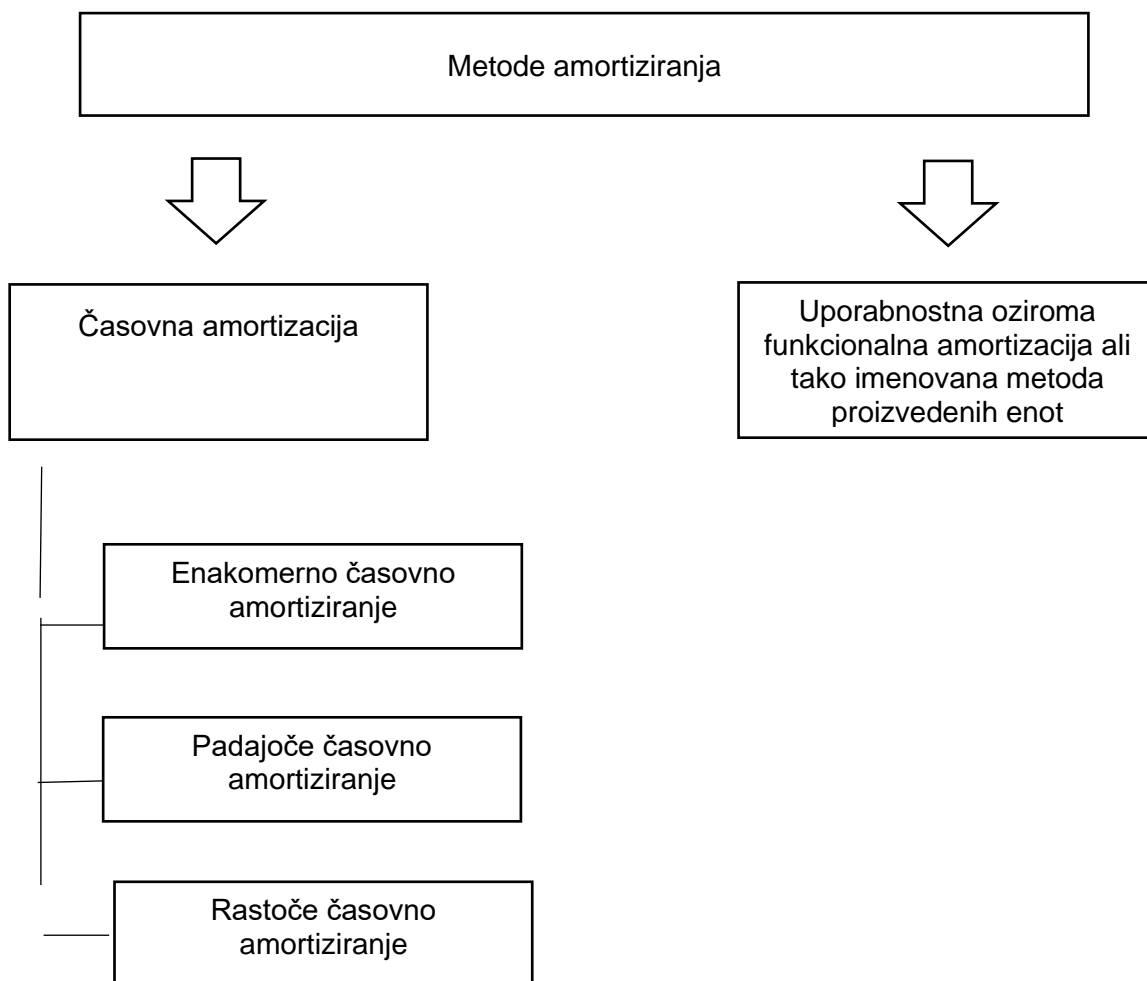 Metode amortiziranja
Časovna amortizacija
Uporabnostna oziroma
funkcionalna amortizacija ali
tako imenovana metoda
proizvedenih enot
Enakomerno časovno
amortiziranje
Padajoče časovno
amortiziranje
Rastoče časovno
amortiziranje